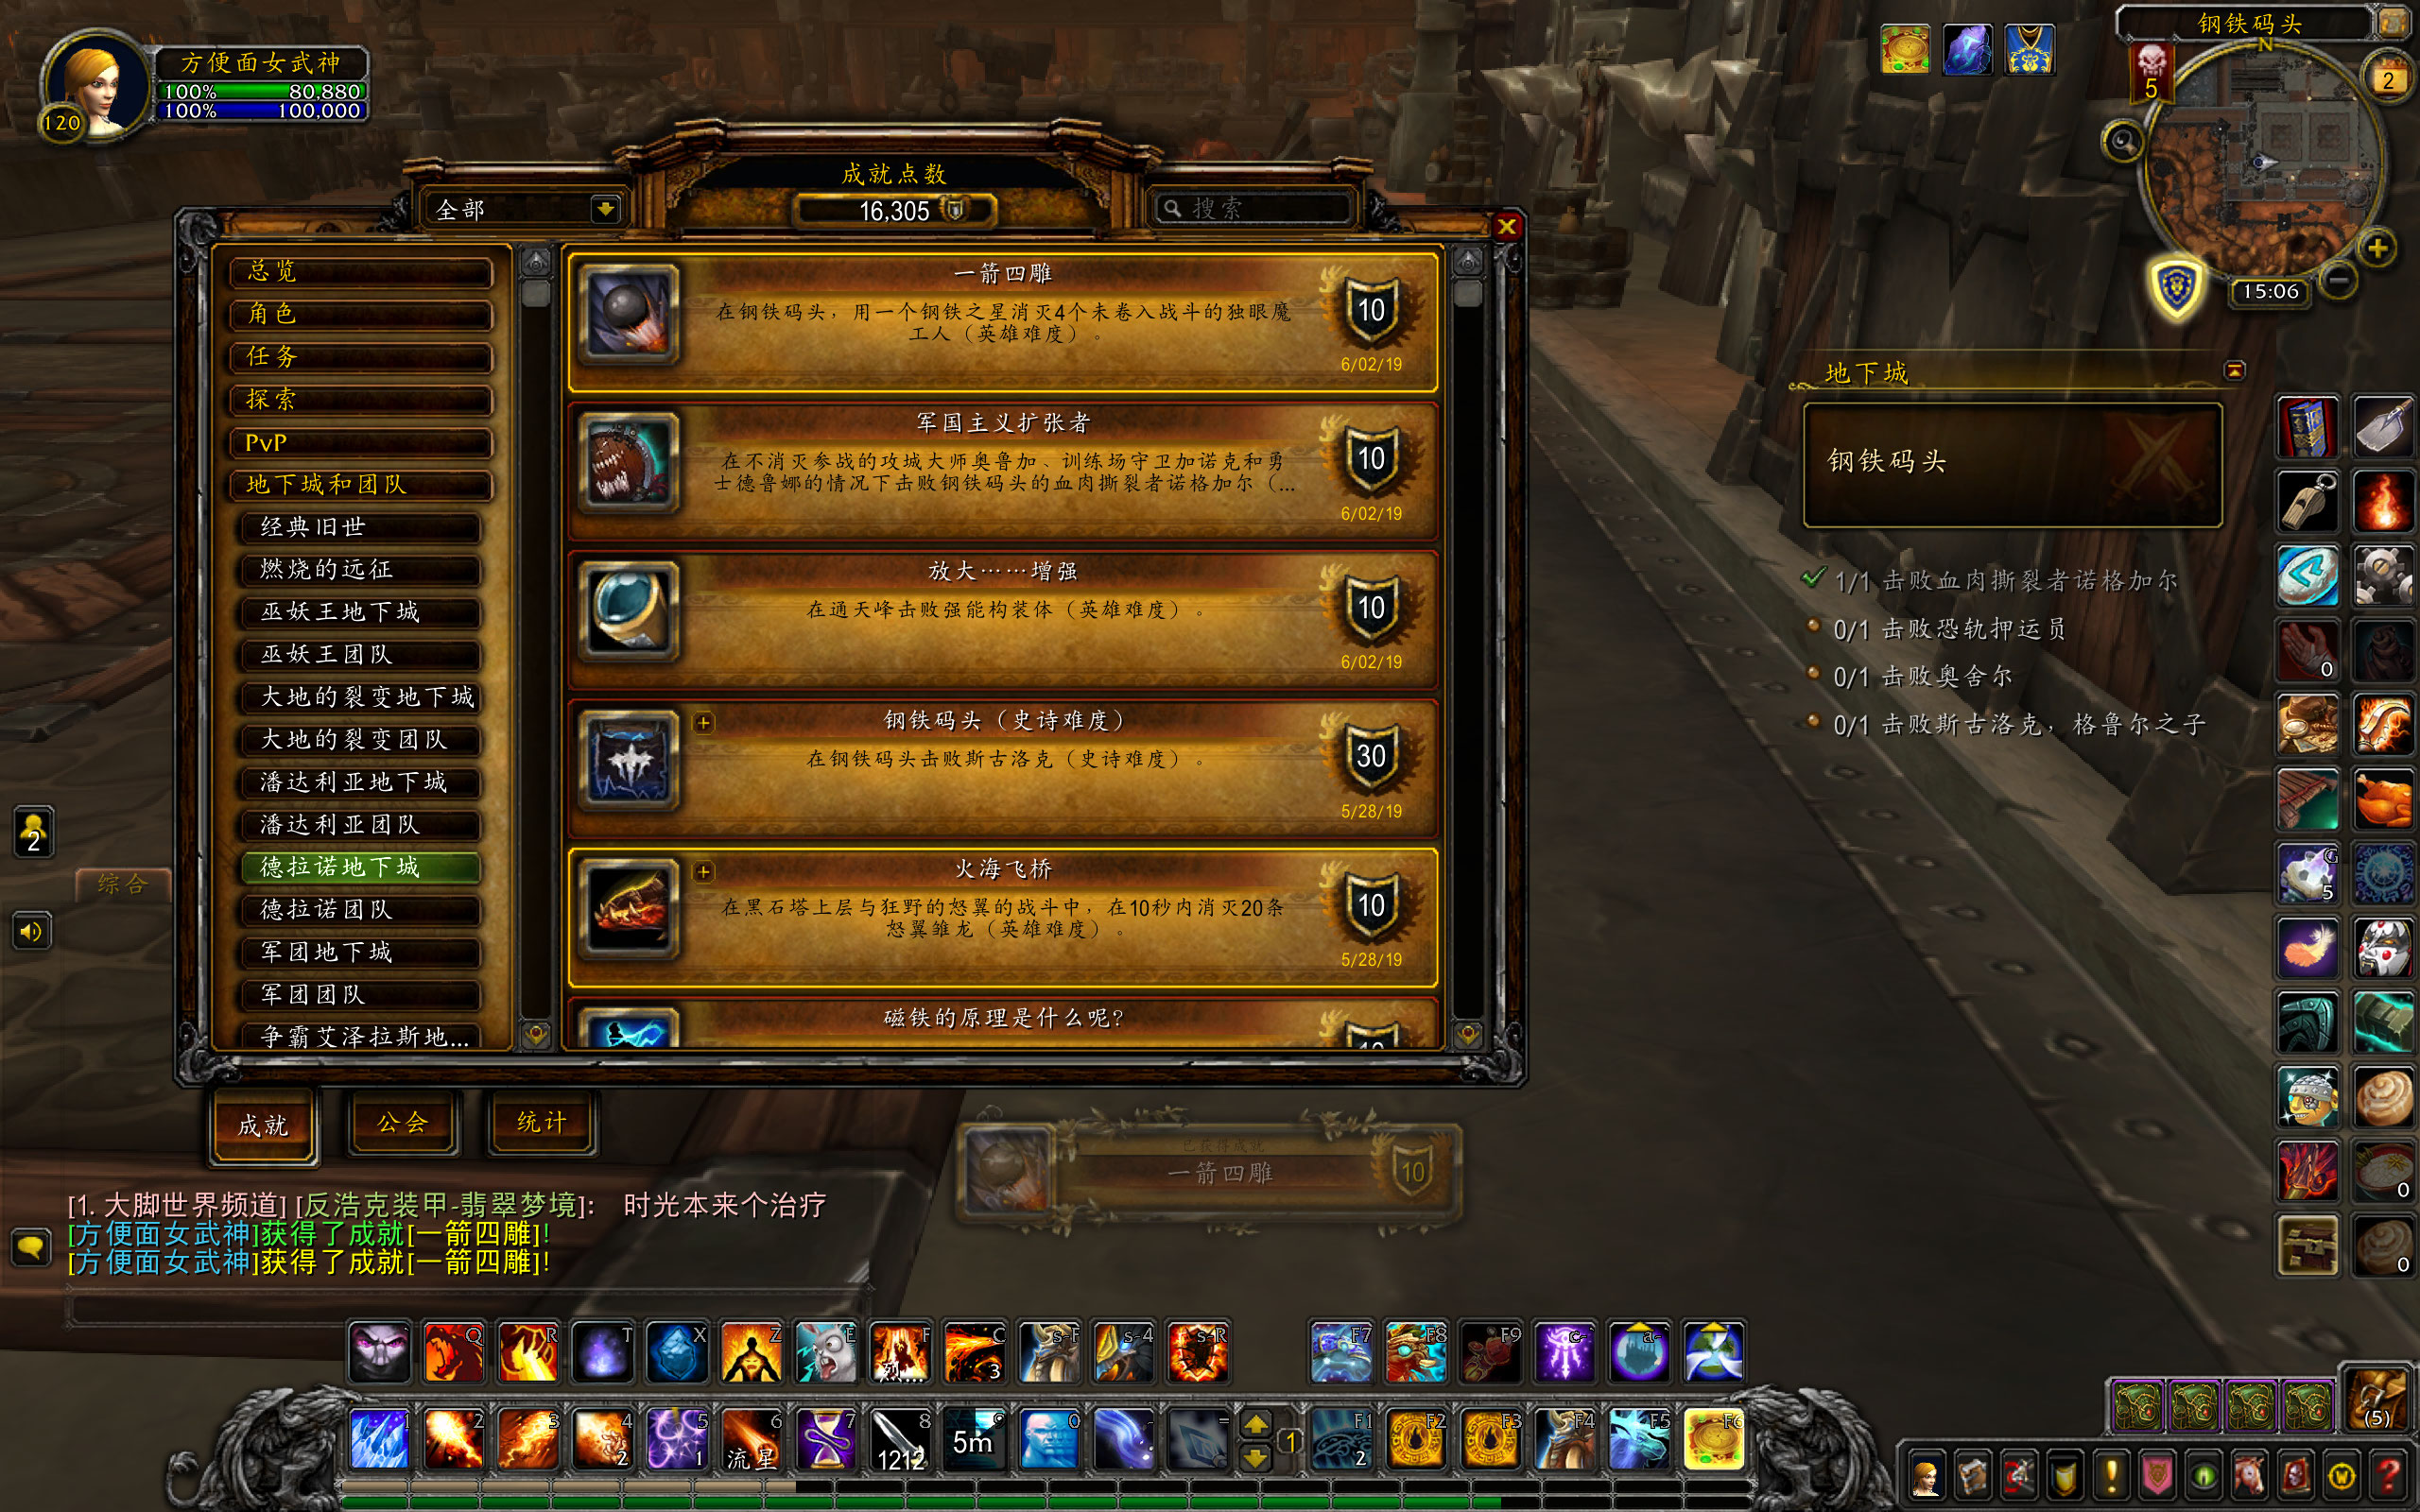 方便面女武神
100% 80,880
100% 100,000
120
钢铁码头
5
2
15:06
成就点数
全部
16,305
搜索
总览
角色
任务
探索
PvP
地下城和团队
经典旧世
燃烧的远征
巫妖王地下城
巫妖王团队
大地的裂变地下城
大地的裂变团队
潘达利亚地下城
潘达利亚团队
德拉诺地下城
德拉诺团队
军团地下城
军团团队
争霸艾泽拉斯地...
一箭四雕
在钢铁码头，用一个钢铁之星消灭4个未卷入战斗的独眼魔
工人（英雄难度）。
10
6/02/19
军国主义扩张者
在不消灭参战的攻城大师奥鲁加、训练场守卫加诺克和勇
士德鲁娜的情况下击败钢铁码头的血肉撕裂者诺格加尔（...
10
6/02/19
放大……增强
在通天峰击败强能构装体（英雄难度）。
10
6/02/19
钢铁码头（史诗难度）
在钢铁码头击败斯古洛克（史诗难度）。
30
5/28/19
火海飞桥
在黑石塔上层与狂野的怒翼的战斗中，在10秒内消灭20条
怒翼雏龙（英雄难度）。
10
5/28/19
磁铁的原理是什么呢?
10
成就
公会
统计
地下城
钢铁码头
1/1 击败血肉撕裂者诺格加尔
0/1 击败恐轨押运员
0/1 击败奥舍尔
0/1 击败斯古洛克，格鲁尔之子
0
G
5
0
0
2
综合
已获得成就
一箭四雕
10
[1. 大脚世界频道] [反浩克装甲-翡翠梦境]: 时光本来个治疗
[方便面女武神]获得了成就[一箭四雕]!
[方便面女武神]获得了成就[一箭四雕]!
Q R T X Z E F C s-F s-4 s-R F7 F8 F9 c- a-
烈... 3
1 2 3 4 5 6 7 8 9 0 - = 1 F1 F2 F3 F4 F5 F6
2 1 流星 1212 5m 2
(5)